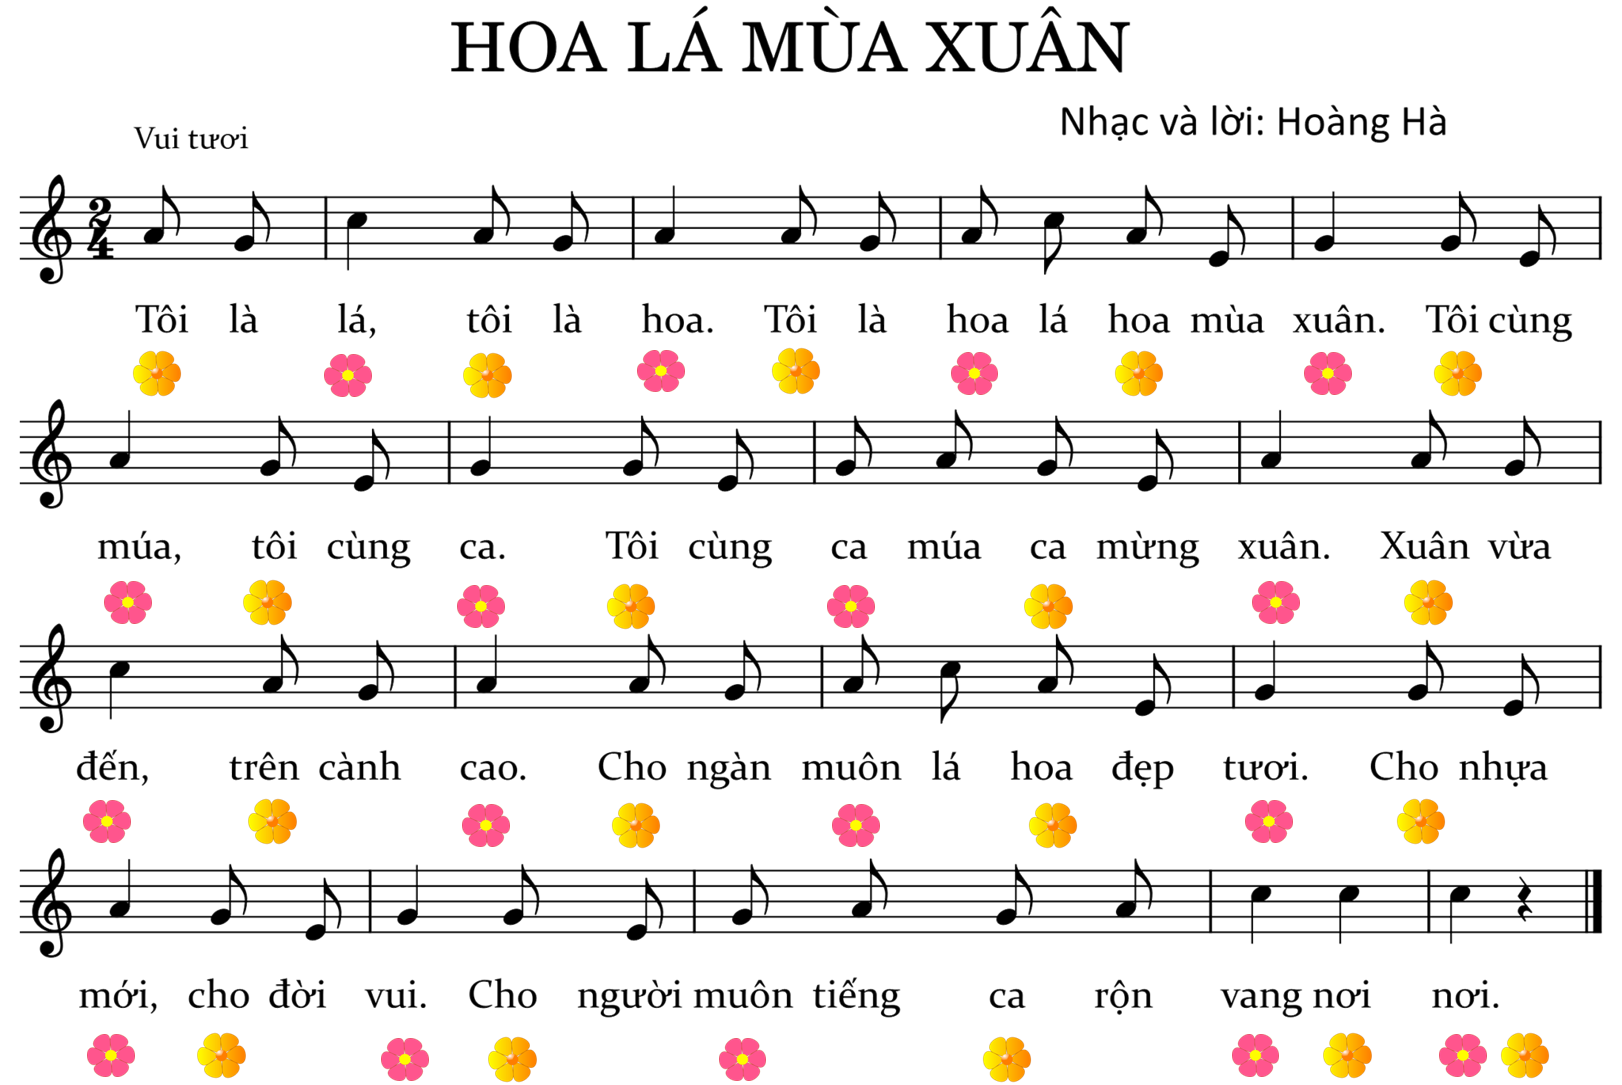 HOA LÁ MÙA XUÂN
Nhạc và lời: Hoàng Hà
Vui tươi
2
4
Tôi là lá, tôi là hoa. Tôi là hoa lá hoa mùa xuân. Tôi cùng
múa, tôi cùng ca. Tôi cùng ca múa ca mừng xuân. Xuân vừa
đến, trên cành cao. Cho ngàn muôn lá hoa đẹp tươi. Cho nhựa
mới, cho đời vui. Cho người muôn tiếng ca rộn vang nơi nơi.